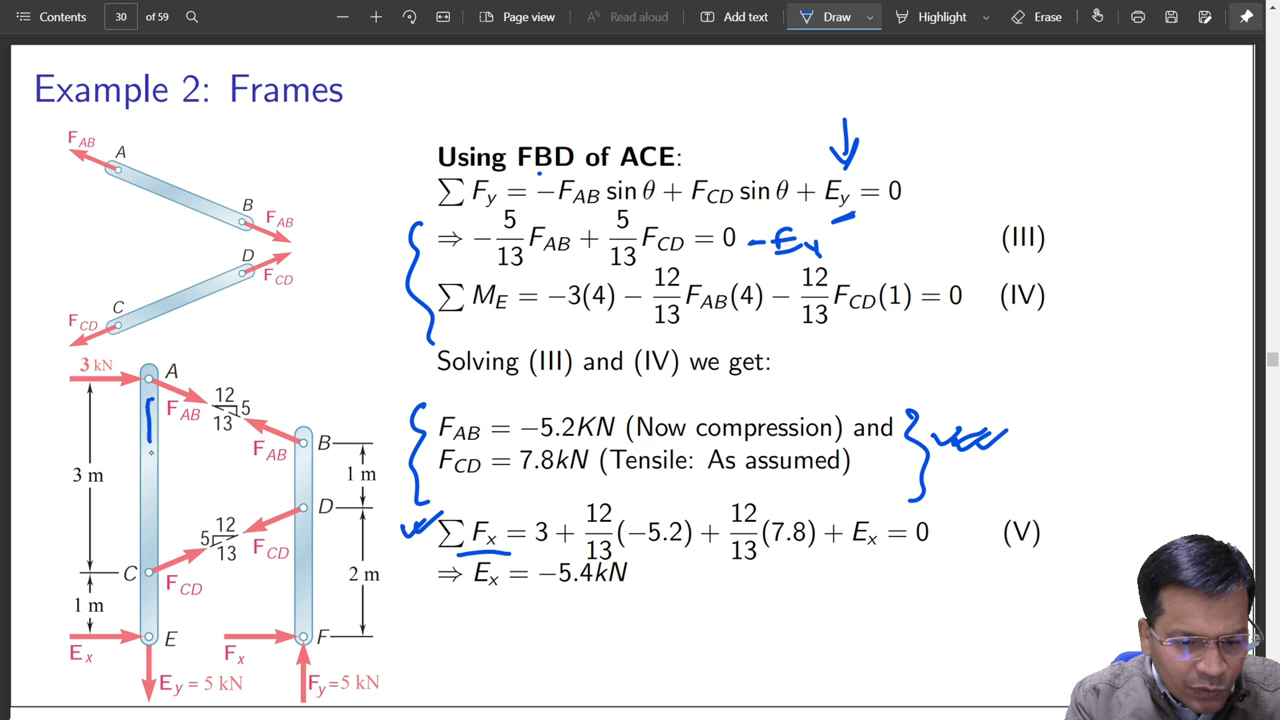 Contents 30 of 59 Page view Read aloud Add text Draw Highlight Erase
Example 2: Frames
F_AB A
B F_AB
D F_CD
C F_CD
3 kN A
12
5
13
F_AB
F_AB B
1 m
3 m
D
12
5
13
F_CD
2 m
C
F_CD
1 m
E_x E
F_x F
E_y = 5 kN F_y=5 kN
Using FBD of ACE:
∑ F_y = −F_AB sin θ + F_CD sin θ + E_y = 0
⇒ −5/13 F_AB + 5/13 F_CD = 0 −E_y (III)
∑ M_E = −3(4) − 12/13 F_AB(4) − 12/13 F_CD(1) = 0 (IV)
Solving (III) and (IV) we get:
F_AB = −5.2KN (Now compression) and
F_CD = 7.8kN (Tensile: As assumed)
∑ F_x = 3 + 12/13 (−5.2) + 12/13 (7.8) + E_x = 0 (V)
⇒ E_x = −5.4kN